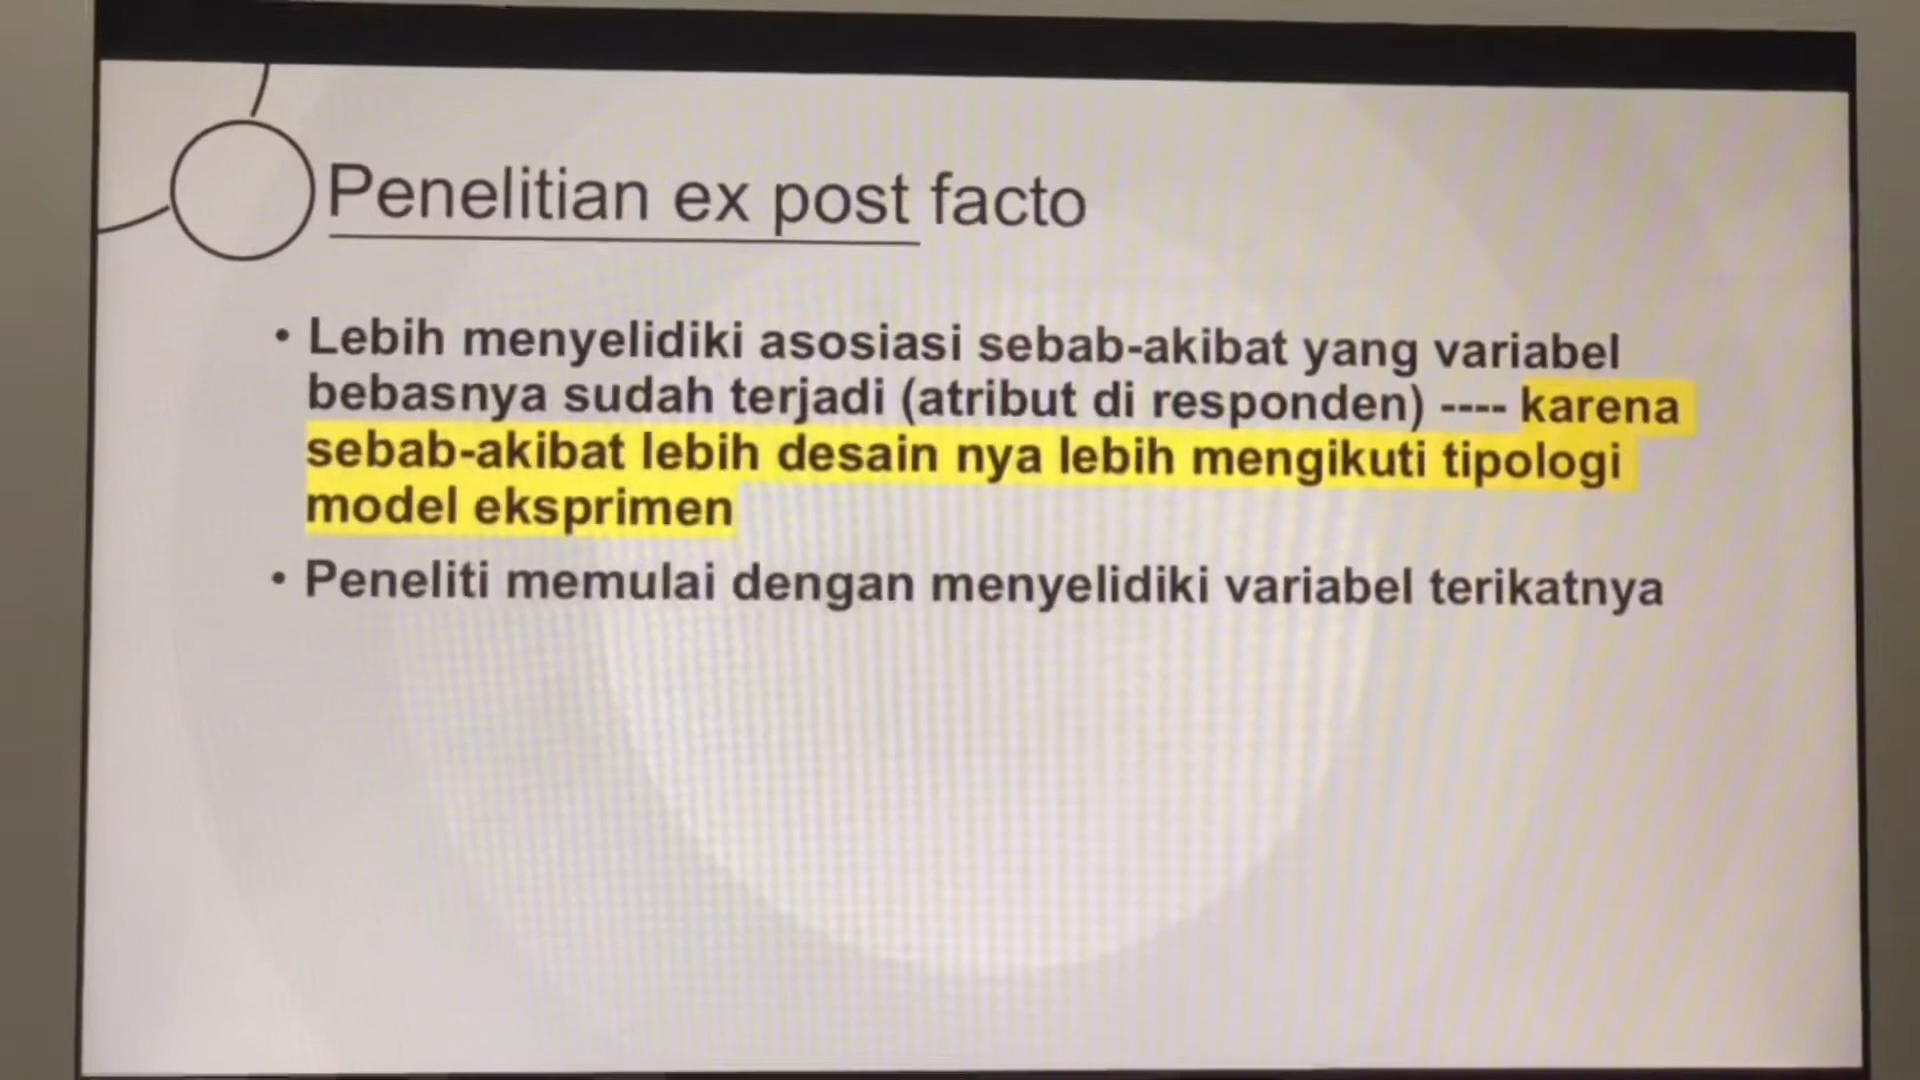 Penelitian ex post facto
• Lebih menyelidiki asosiasi sebab-akibat yang variabel
bebasnya sudah terjadi (atribut di responden) ---- karena
sebab-akibat lebih desain nya lebih mengikuti tipologi
model eksprimen
• Peneliti memulai dengan menyelidiki variabel terikatnya